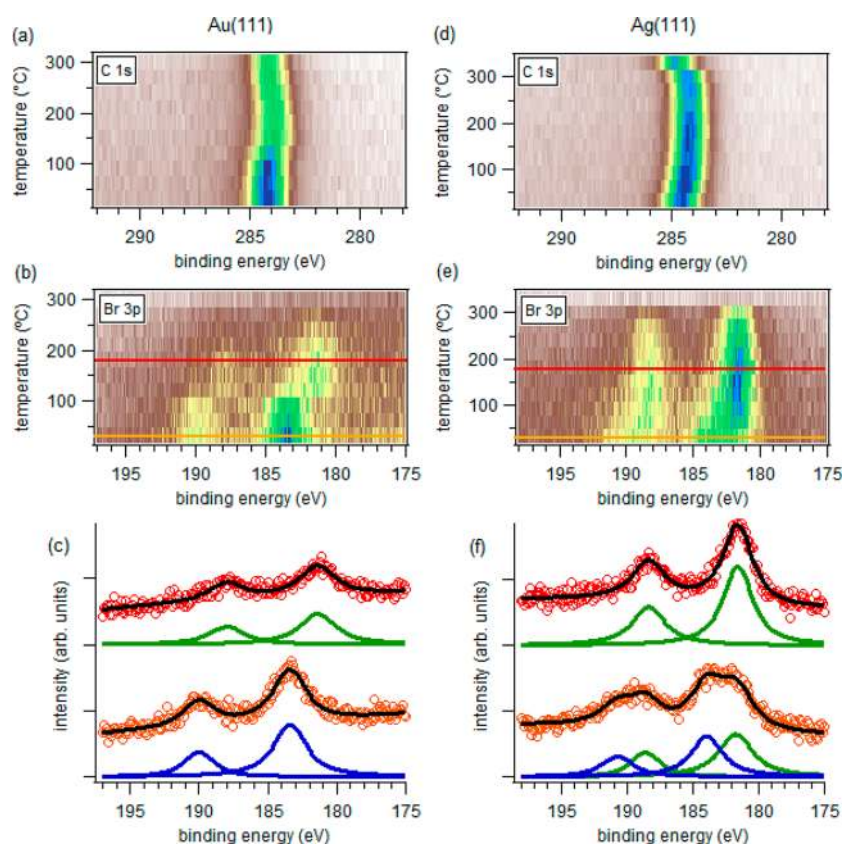 Au(111)
Ag(111)
(a)
C 1s
temperature (°C)
300
200
100
290
285
280
binding energy (eV)
(d)
C 1s
temperature (°C)
300
200
100
290
285
280
binding energy (eV)
(b)
Br 3p
temperature (°C)
300
200
100
195
190
185
180
175
binding energy (eV)
(e)
Br 3p
temperature (°C)
300
200
100
195
190
185
180
175
binding energy (eV)
(c)
intensity (arb. units)
195
190
185
180
175
binding energy (eV)
(f)
intensity (arb. units)
195
190
185
180
175
binding energy (eV)